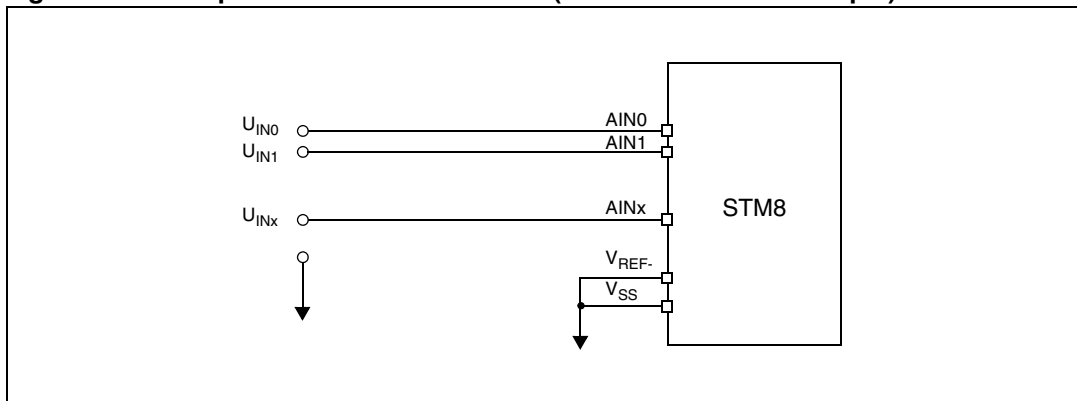 U_IN0 AIN0
U_IN1 AIN1
U_INx AINx
STM8
V_REF-
V_SS